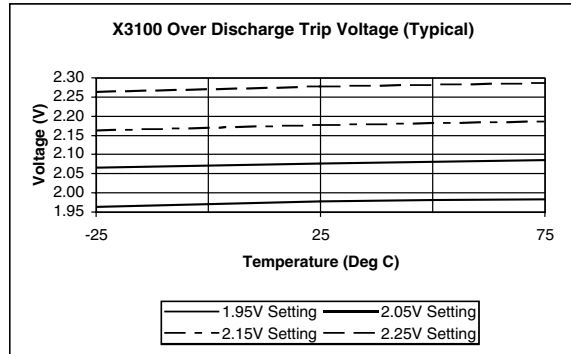 X3100 Over Discharge Trip Voltage (Typical)
2.30
2.25
2.20
2.15
2.10
2.05
2.00
1.95
Voltage (V)
-25 25 75
Temperature (Deg C)
1.95V Setting 2.05V Setting
2.15V Setting 2.25V Setting